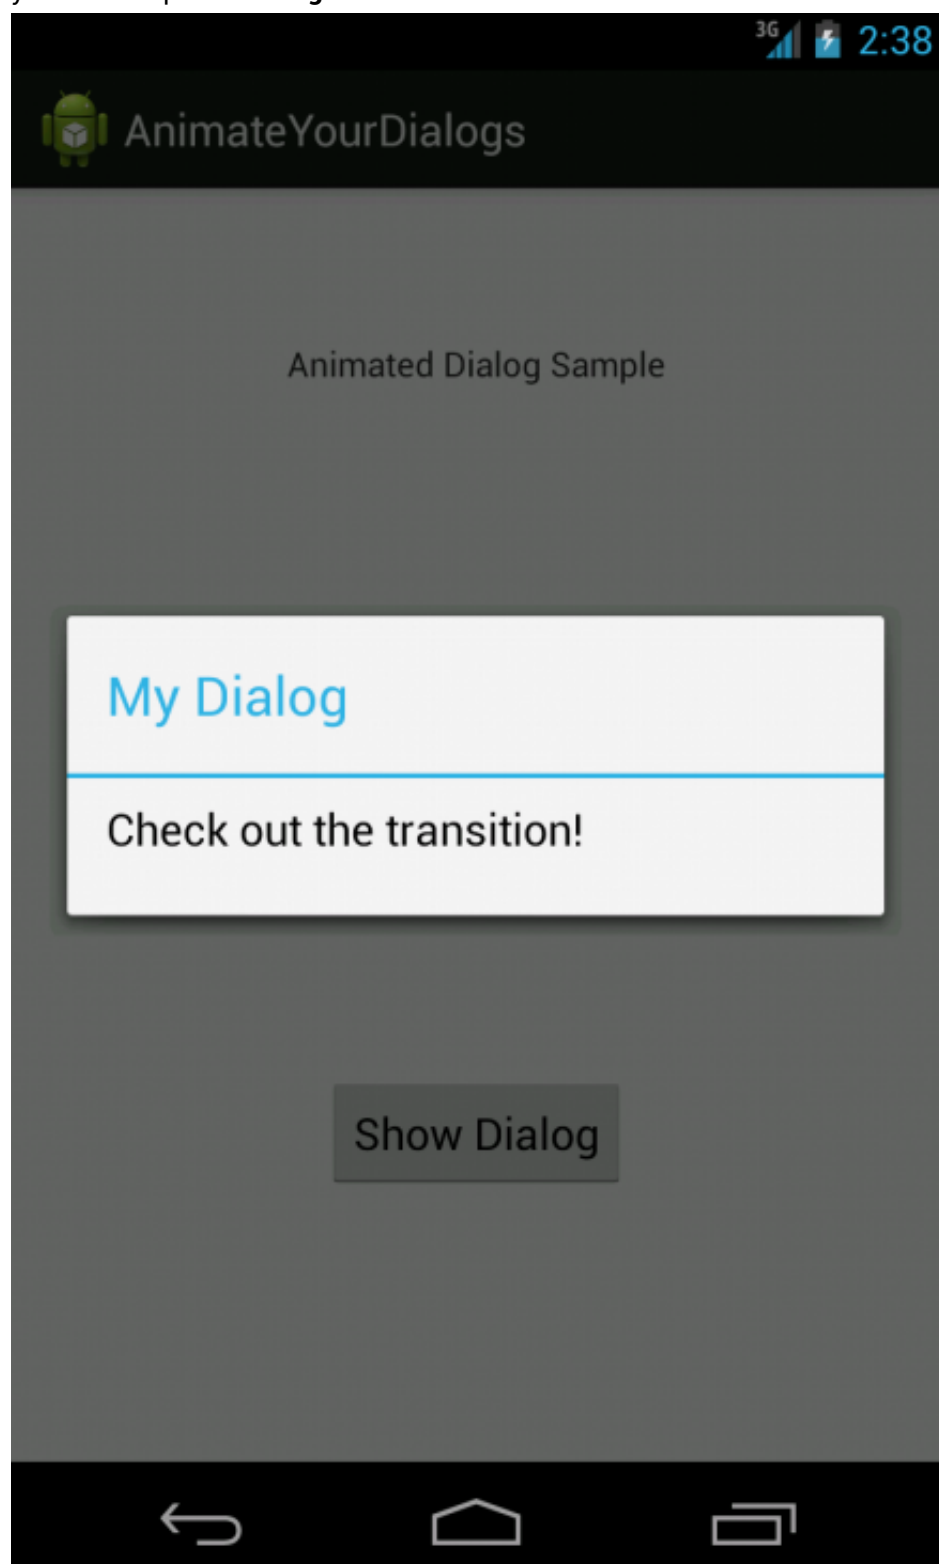 3G 2:38
AnimateYourDialogs
Animated Dialog Sample
My Dialog
Check out the transition!
Show Dialog